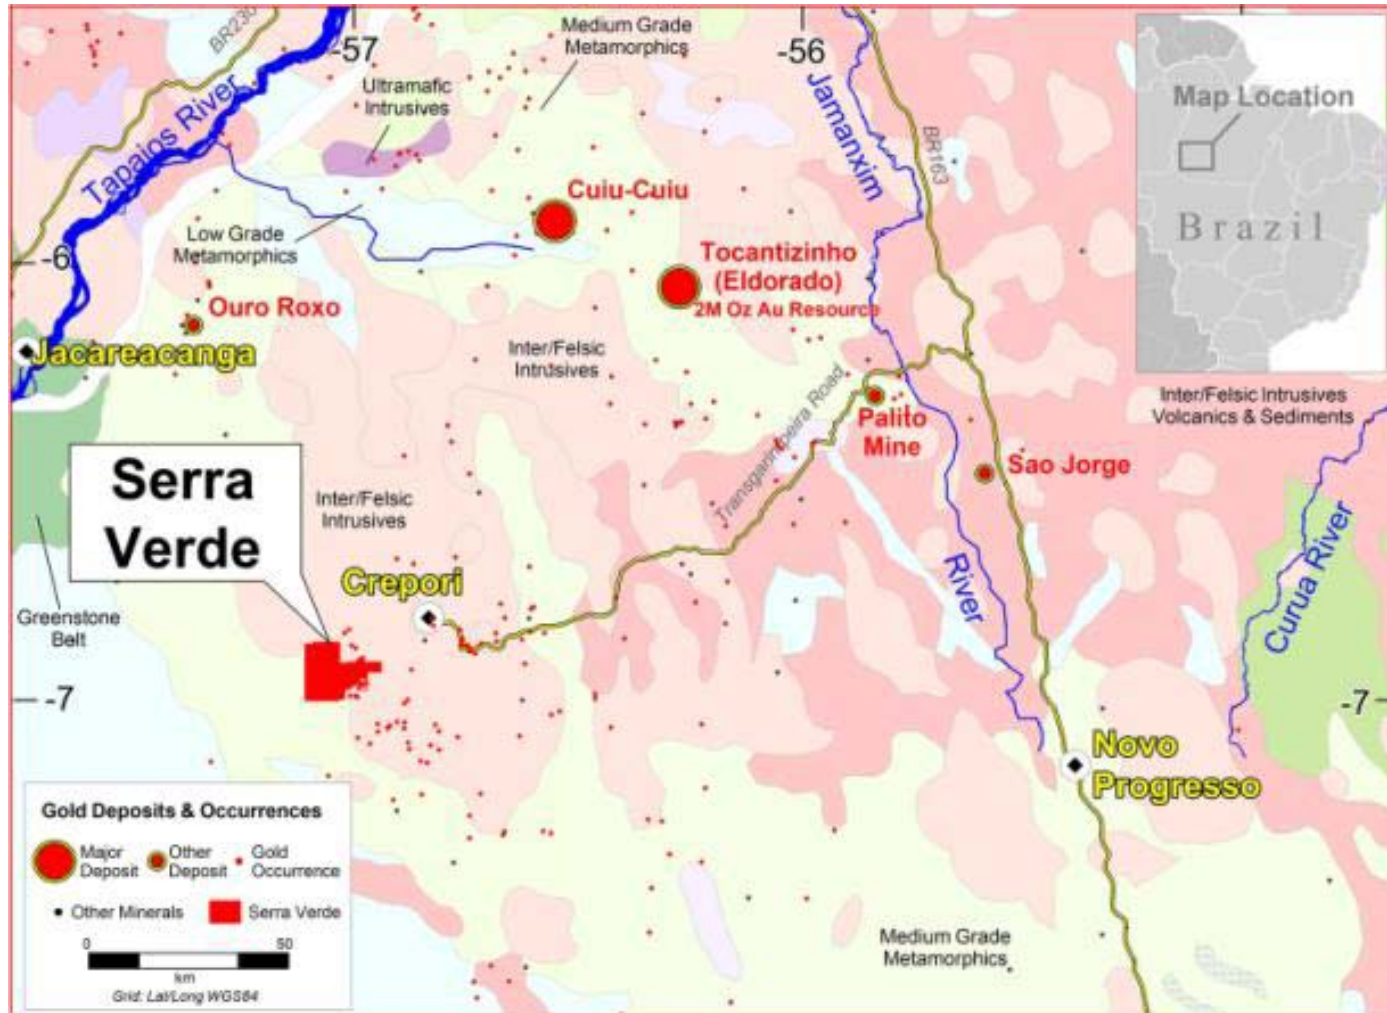 BR230
-57
Medium Grade
Metamorphics
-56
Tapaios River
Ultramafic
Intrusives
Jamanxim
BR163
Map Location
Brazil
Cuiu-Cuiu
Low Grade
Metamorphics
-6
Tocantizinho
(Eldorado)
2M Oz Au Resource
Ouro Roxo
Jacareacanga
Inter/Felsic
Intrusives
Transgarimpeira Road
Palito
Mine
Inter/Felsic Intrusives
Volcanics & Sediments
Sao Jorge
Serra
Verde
Inter/Felsic
Intrusives
Crepori
River
Curua River
Greenstone
Belt
-7
-7
Novo
Progresso
Gold Deposits & Occurrences
Major
Deposit
Other
Deposit
Gold
Occurrence
Other Minerals
Serra Verde
0 50
km
Grid: Lat/Long WGS84
Medium Grade
Metamorphics